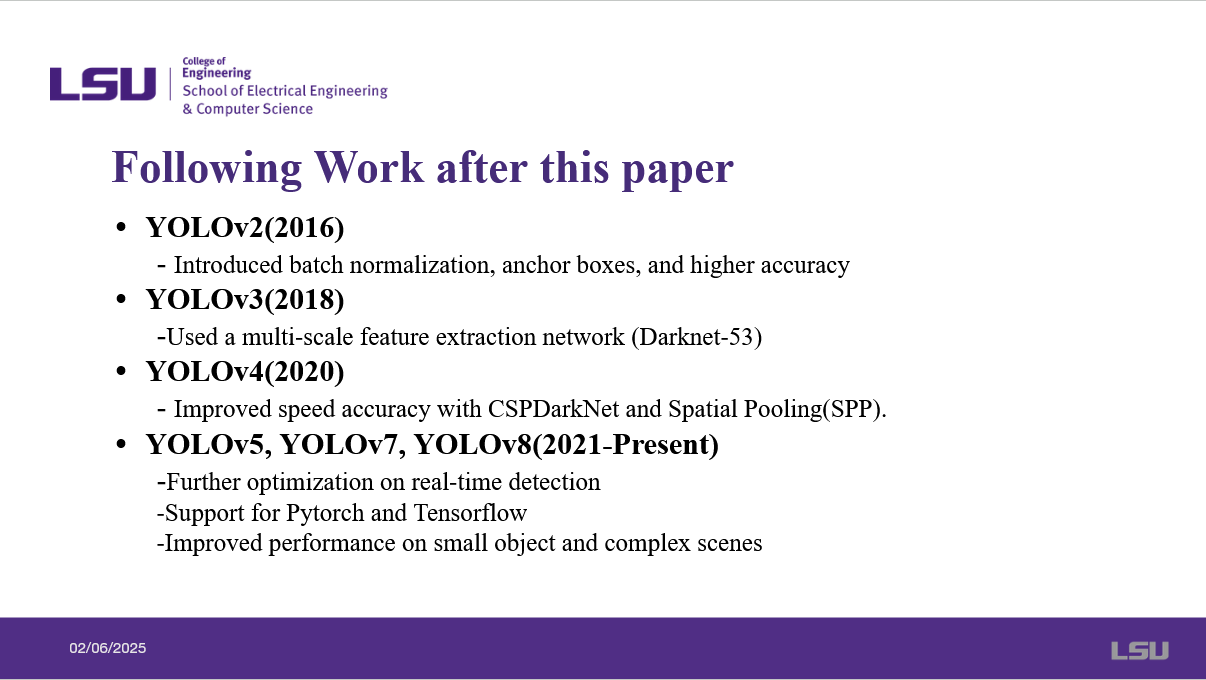 LSU
College of
Engineering
School of Electrical Engineering
& Computer Science
Following Work after this paper
• YOLOv2(2016)
- Introduced batch normalization, anchor boxes, and higher accuracy
• YOLOv3(2018)
-Used a multi-scale feature extraction network (Darknet-53)
• YOLOv4(2020)
- Improved speed accuracy with CSPDarkNet and Spatial Pooling(SPP).
• YOLOv5, YOLOv7, YOLOv8(2021-Present)
-Further optimization on real-time detection
-Support for Pytorch and Tensorflow
-Improved performance on small object and complex scenes
02/06/2025
LSU